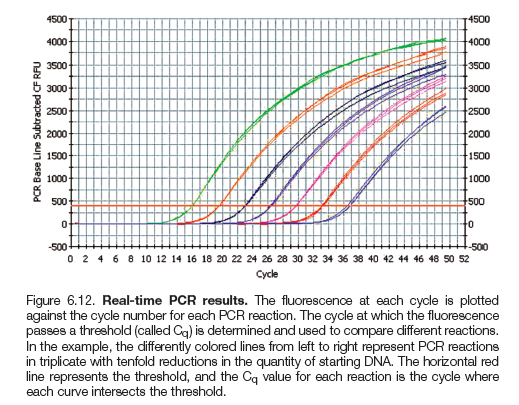 PCR Base Line Subtracted CF RFU
4500
4000
3500
3000
2500
2000
1500
1000
500
0
-500
4500
4000
3500
3000
2500
2000
1500
1000
500
0
-500
0 2 4 6 8 10 12 14 16 18 20 22 24 26 28 30 32 34 36 38 40 42 44 46 48 50 52
Cycle
Figure 6.12. Real-time PCR results. The fluorescence at each cycle is plotted
against the cycle number for each PCR reaction. The cycle at which the fluorescence
passes a threshold (called Cq) is determined and used to compare different reactions.
In the example, the differently colored lines from left to right represent PCR reactions
in triplicate with tenfold reductions in the quantity of starting DNA. The horizontal red
line represents the threshold, and the Cq value for each reaction is the cycle where
each curve intersects the threshold.